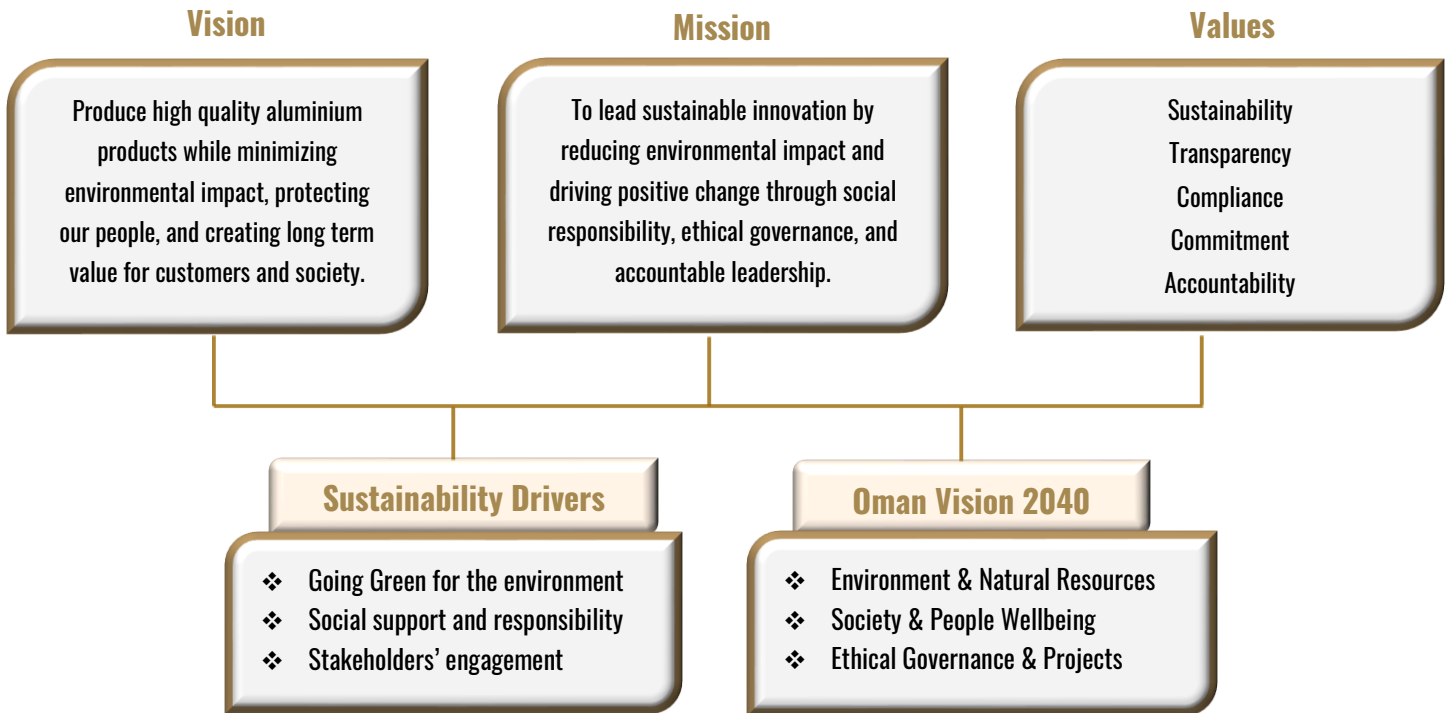 Vision
Produce high quality aluminium
products while minimizing
environmental impact, protecting
our people, and creating long term
value for customers and society.
Mission
To lead sustainable innovation by
reducing environmental impact and
driving positive change through social
responsibility, ethical governance, and
accountable leadership.
Values
Sustainability
Transparency
Compliance
Commitment
Accountability
Sustainability Drivers
❖ Going Green for the environment
❖ Social support and responsibility
❖ Stakeholders’ engagement
Oman Vision 2040
❖ Environment & Natural Resources
❖ Society & People Wellbeing
❖ Ethical Governance & Projects